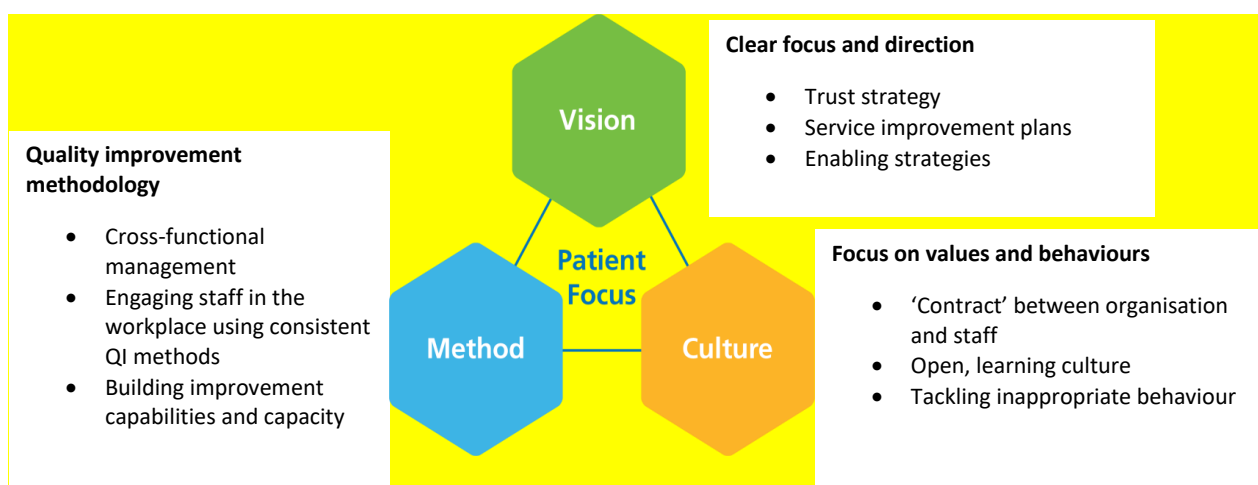 Vision
Clear focus and direction
• Trust strategy
• Service improvement plans
• Enabling strategies
Quality improvement
methodology
• Cross-functional
management
• Engaging staff in the
workplace using consistent
QI methods
• Building improvement
capabilities and capacity
Patient
Focus
Method
Culture
Focus on values and behaviours
• ‘Contract’ between organisation
and staff
• Open, learning culture
• Tackling inappropriate behaviour